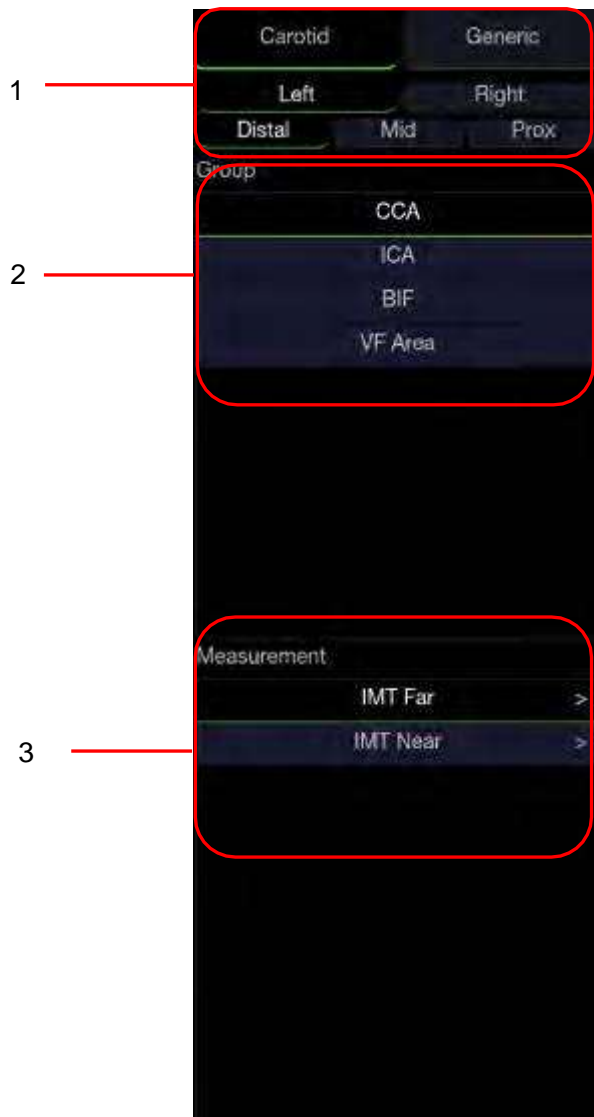 Carotid Generic
1
Left Right
Distal Mid Prox
Group
CCA
2
ICA
BIF
VF Area
Measurement
IMT Far >
IMT Near >
3